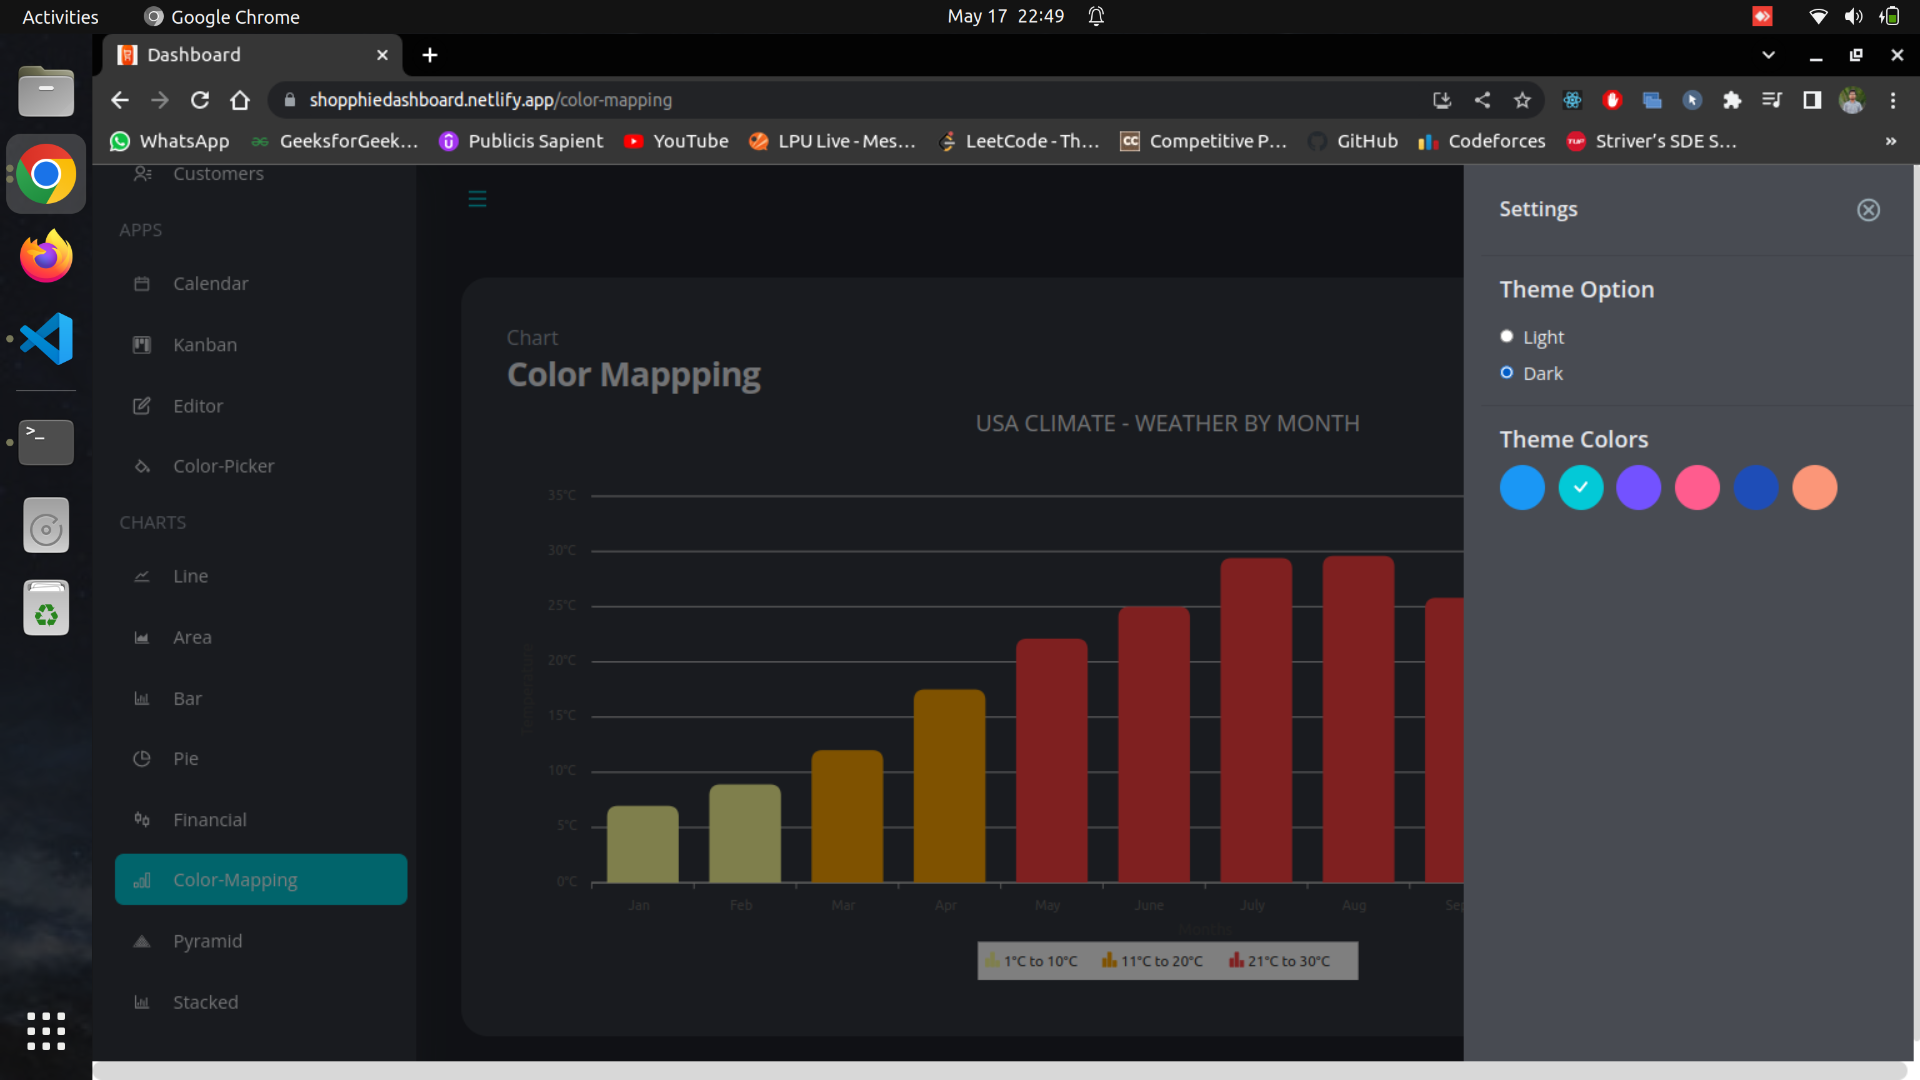 Activities
Google Chrome
May 17 22:49
Dashboard
shopphiedashboard.netlify.app/color-mapping
WhatsApp
GeeksforGeek...
Publicis Sapient
YouTube
LPU Live - Mes...
LeetCode - Th...
CC
Competitive P...
GitHub
Codeforces
TUF
Striver's SDE S...
»
Customers
APPS
Calendar
Kanban
Editor
Color-Picker
CHARTS
Line
Area
Bar
Pie
Financial
Color-Mapping
Pyramid
Stacked
Chart
Color Mappping
USA CLIMATE - WEATHER BY MONTH
35°C
30°C
25°C
20°C
15°C
10°C
5°C
0°C
Temperature
Jan
Feb
Mar
Apr
May
June
July
Aug
Sep
Months
1°C to 10°C
11°C to 20°C
21°C to 30°C
Settings
Theme Option
Light
Dark
Theme Colors